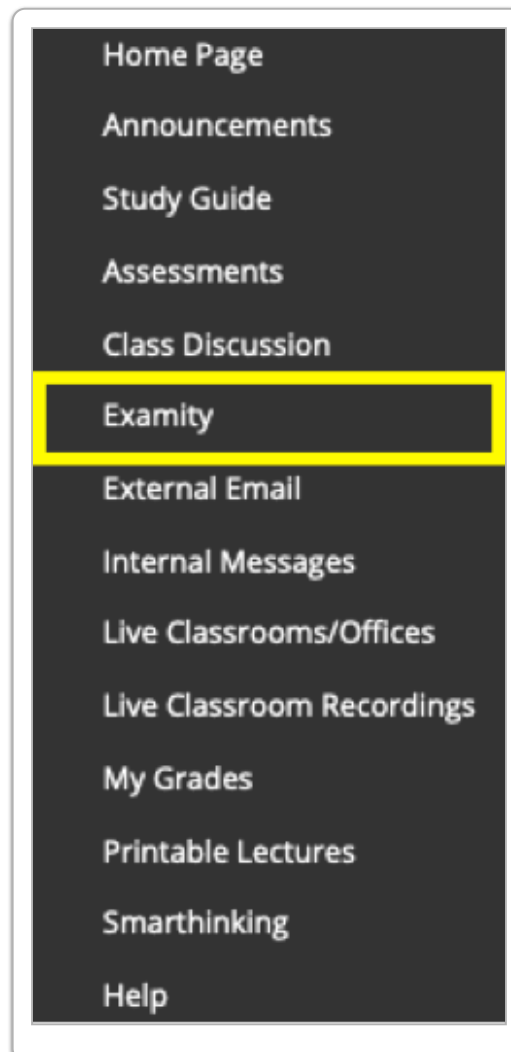 Home Page
Announcements
Study Guide
Assessments
Class Discussion
Examity
External Email
Internal Messages
Live Classrooms/Offices
Live Classroom Recordings
My Grades
Printable Lectures
Smarthinking
Help